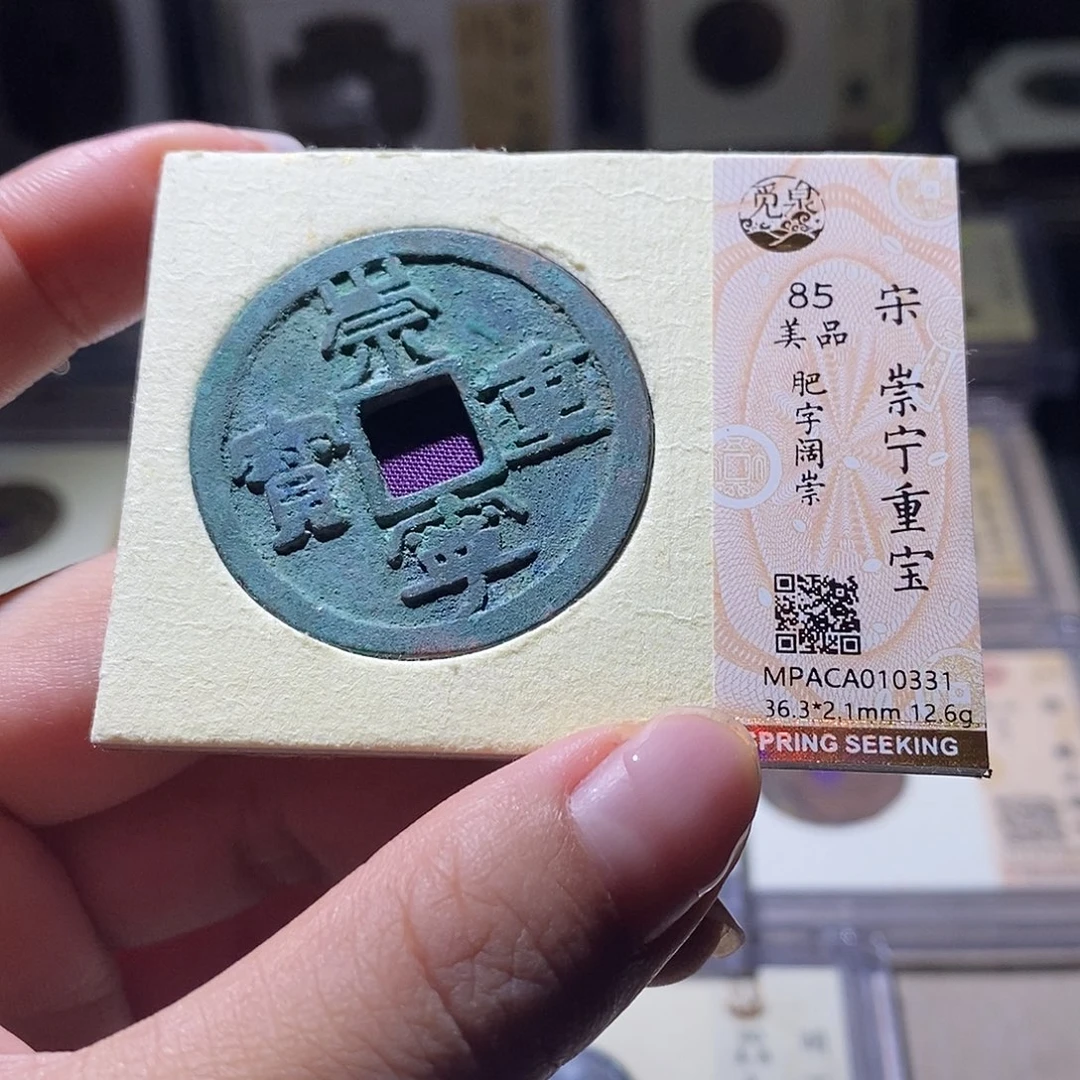 崇
重
寧
寳
觅泉
85
美品
肥字阔崇
宋 崇宁重宝
MPACA010331
36.3*2.1mm 12.6g
PRING SEEKING